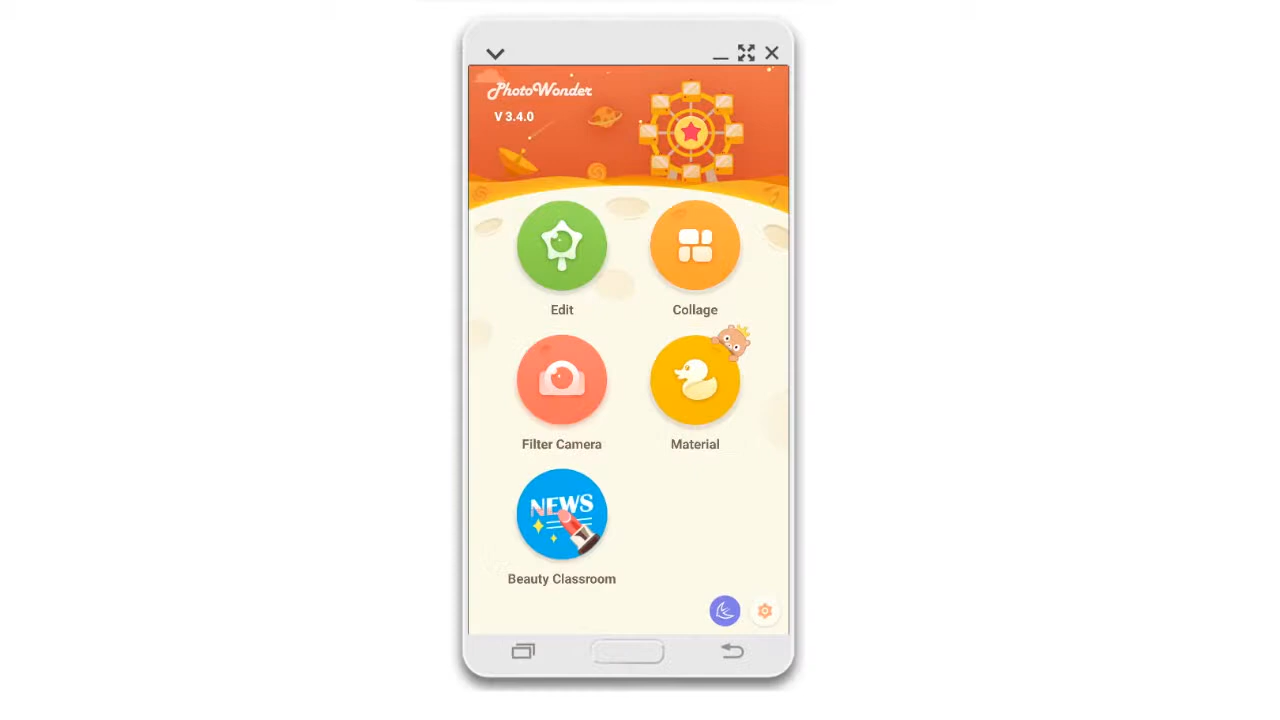 PhotoWonder
V 3.4.0
Edit
Collage
Filter Camera
Material
NEWS
Beauty Classroom